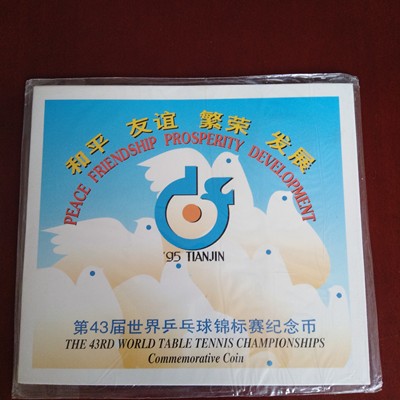 和平 友谊 繁荣 发展
PEACE FRIENDSHIP PROSPERITY DEVELOPMENT
'95 TIANJIN
第43届世界乒乓球锦标赛纪念币
THE 43RD WORLD TABLE TENNIS CHAMPIONSHIPS
Commemorative Coin